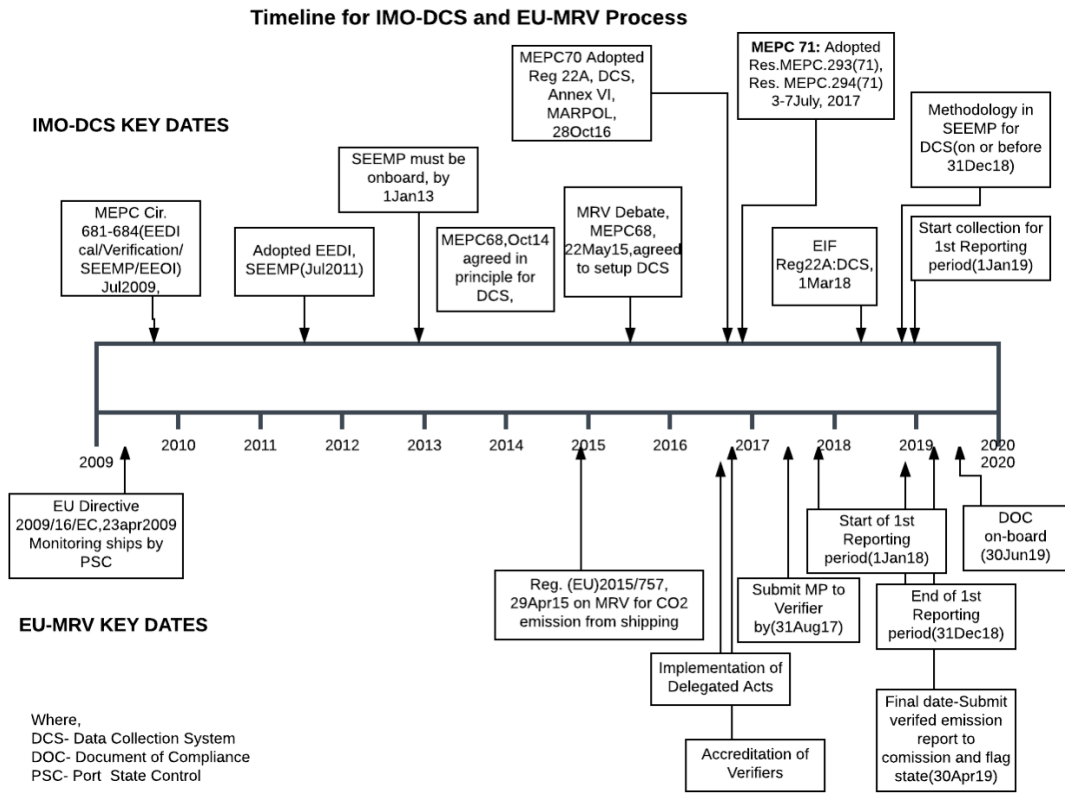 Timeline for IMO-DCS and EU-MRV Process
IMO-DCS KEY DATES
MEPC Cir.
681-684(EEDI
cal/Verification/
SEEMP/EEOI)
Jul2009,
Adopted EEDI,
SEEMP(Jul2011)
SEEMP must be
onboard, by
1Jan13
MEPC68,Oct14
agreed in
principle for
DCS,
MEPC70 Adopted
Reg 22A, DCS,
Annex VI,
MARPOL,
28Oct16
MRV Debate,
MEPC68,
22May15,agreed
to setup DCS
MEPC 71: Adopted
Res.MEPC.293(71),
Res. MEPC.294(71)
3-7July, 2017
EIF
Reg22A:DCS,
1Mar18
Methodology in
SEEMP for
DCS(on or before
31Dec18)
Start collection for
1st Reporting
period(1Jan19)
2009
2010
2011
2012
2013
2014
2015
2016
2017
2018
2019
2020
2020
EU Directive
2009/16/EC,23apr2009
Monitoring ships by
PSC
EU-MRV KEY DATES
Reg. (EU)2015/757,
29Apr15 on MRV for CO2
emission from shipping
Implementation of
Delegated Acts
Accreditation of
Verifiers
Submit MP to
Verifier
by(31Aug17)
Start of 1st
Reporting
period(1Jan18)
End of 1st
Reporting
period(31Dec18)
Final date-Submit
verifed emission
report to
comission and flag
state(30Apr19)
DOC
on-board
(30Jun19)
Where,
DCS- Data Collection System
DOC- Document of Compliance
PSC- Port State Control